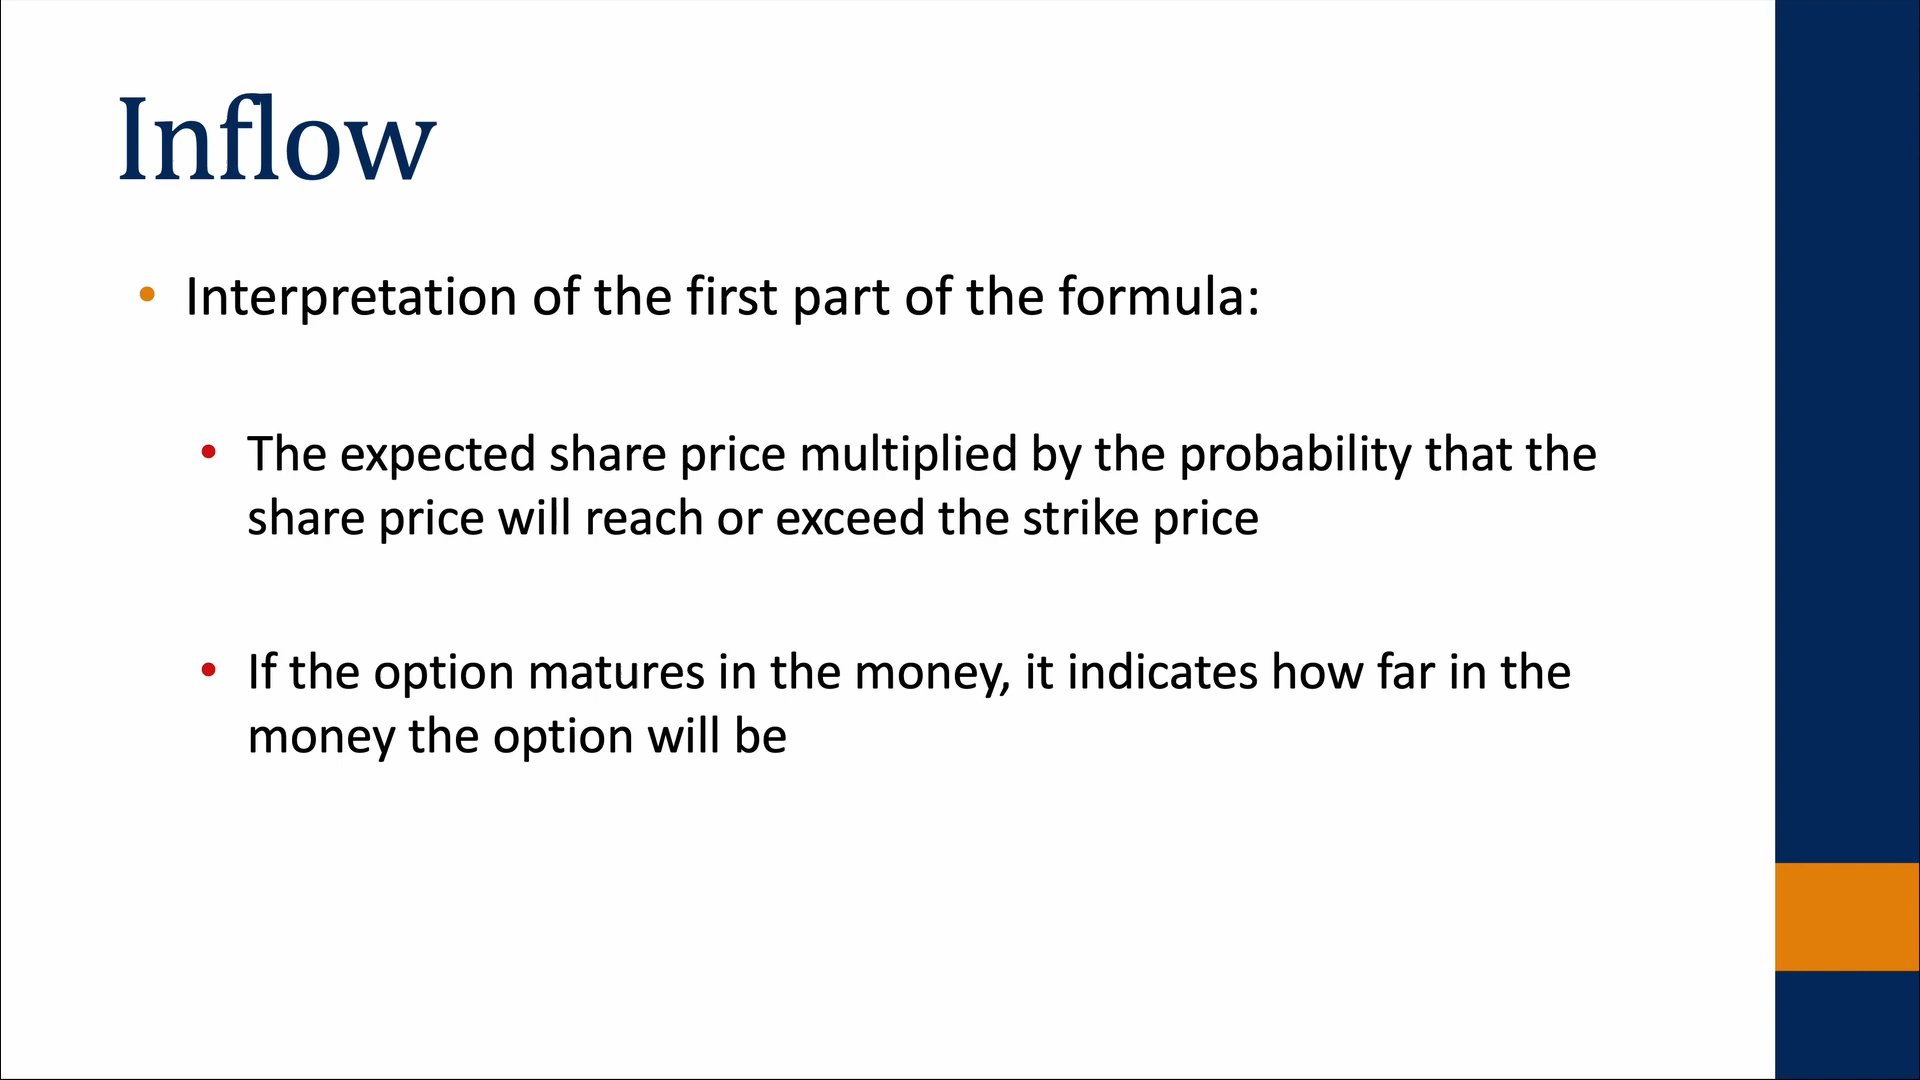 Inflow
• Interpretation of the first part of the formula:
• The expected share price multiplied by the probability that the
share price will reach or exceed the strike price
• If the option matures in the money, it indicates how far in the
money the option will be